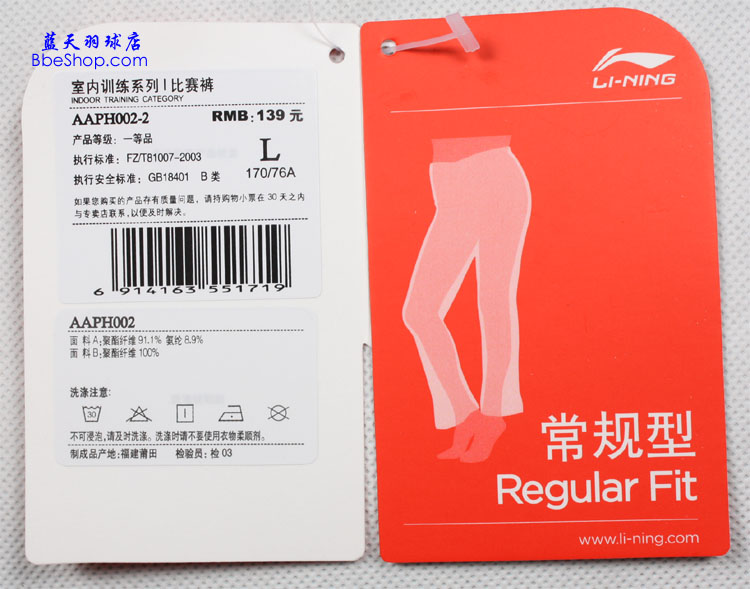 蓝天羽球店
BbeShop.com
室内训练系列 | 比赛裤
INDOOR TRAINING CATEGORY
AAPH002-2 RMB: 139 元
产品等级: 一等品
执行标准: FZ/T81007-2003
L
执行安全标准: GB18401 B 类
170/76A
如果您购买的产品存有质量问题, 请持购物小票在 30 天之内
与专卖店联系, 以便及时解决。
6 914163 551719
AAPH002
面 料 A: 聚酯纤维 91.1% 氨纶 8.9%
面 料 B: 聚酯纤维 100%
洗涤注意:
30
不可浸泡, 请及时洗涤。洗涤时请不要使用衣物柔顺剂。
制成品产地: 福建莆田 检验员: 检 03
LI-NING
常规型
Regular Fit
www.li-ning.com